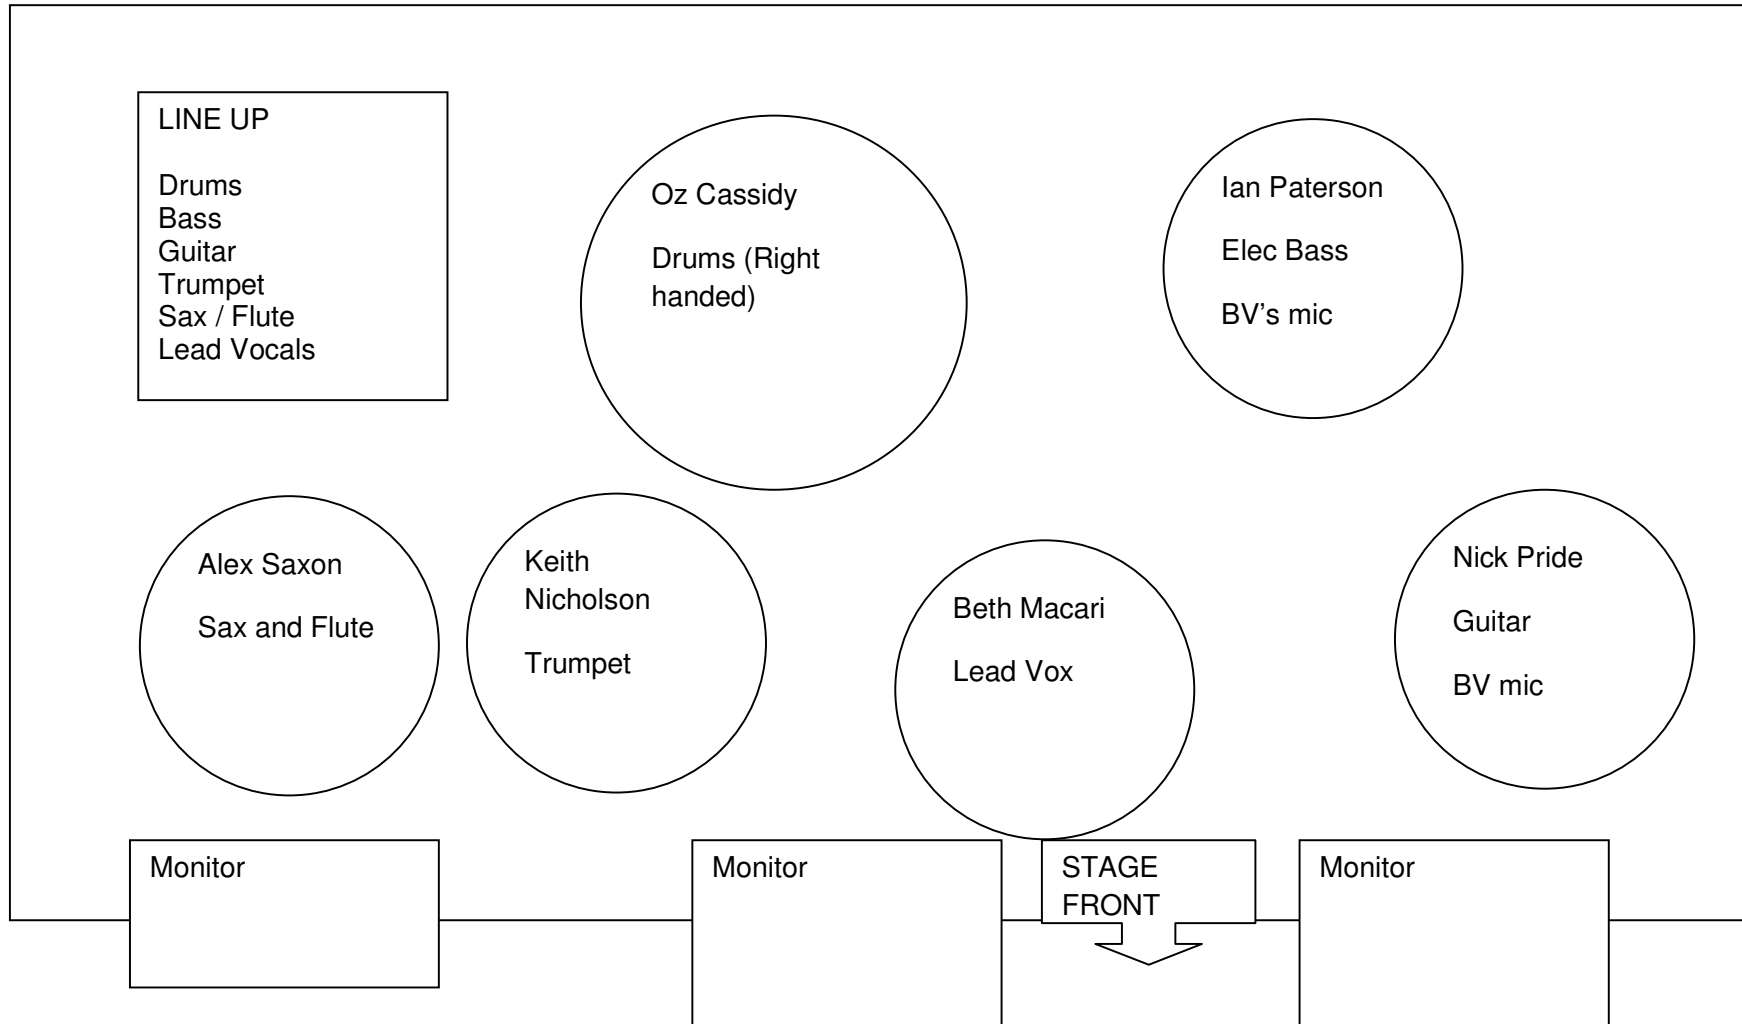 LINE UP
Drums
Bass
Guitar
Trumpet
Sax / Flute
Lead Vocals
Oz Cassidy
Drums (Right
handed)
Ian Paterson
Elec Bass
BV’s mic
Alex Saxon
Sax and Flute
Keith
Nicholson
Trumpet
Beth Macari
Lead Vox
Nick Pride
Guitar
BV mic
Monitor
Monitor
STAGE
FRONT
Monitor